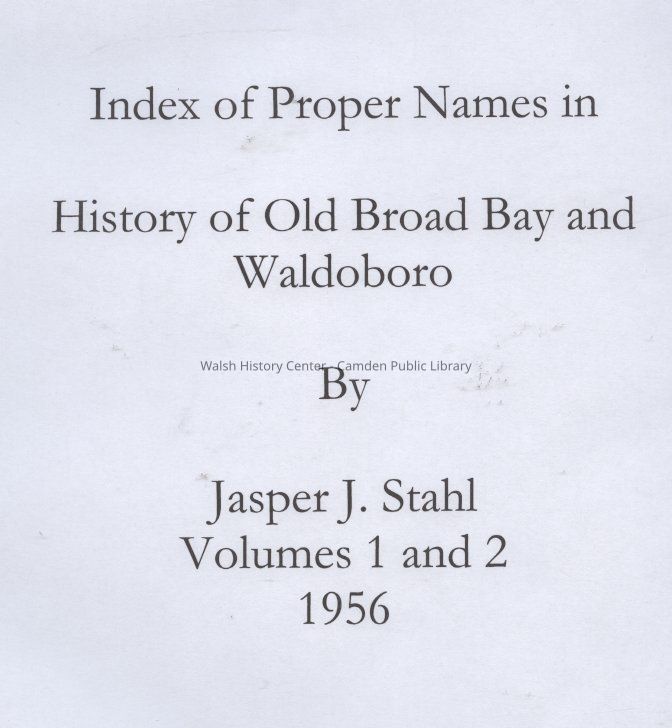 Index of Proper Names in
History of Old Broad Bay and
Waldoboro
Walsh History Center - Camden Public Library
By
Jasper J. Stahl
Volumes 1 and 2
1956